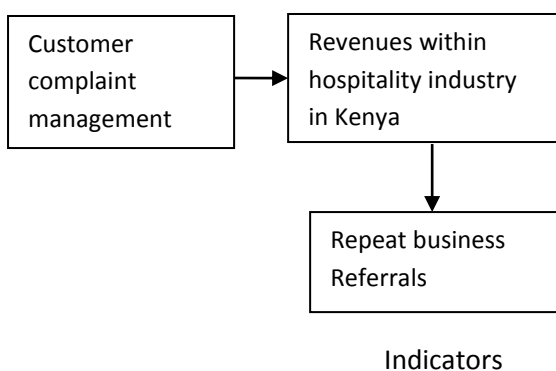 Customer
complaint
management
Revenues within
hospitality industry
in Kenya
Repeat business
Referrals
Indicators